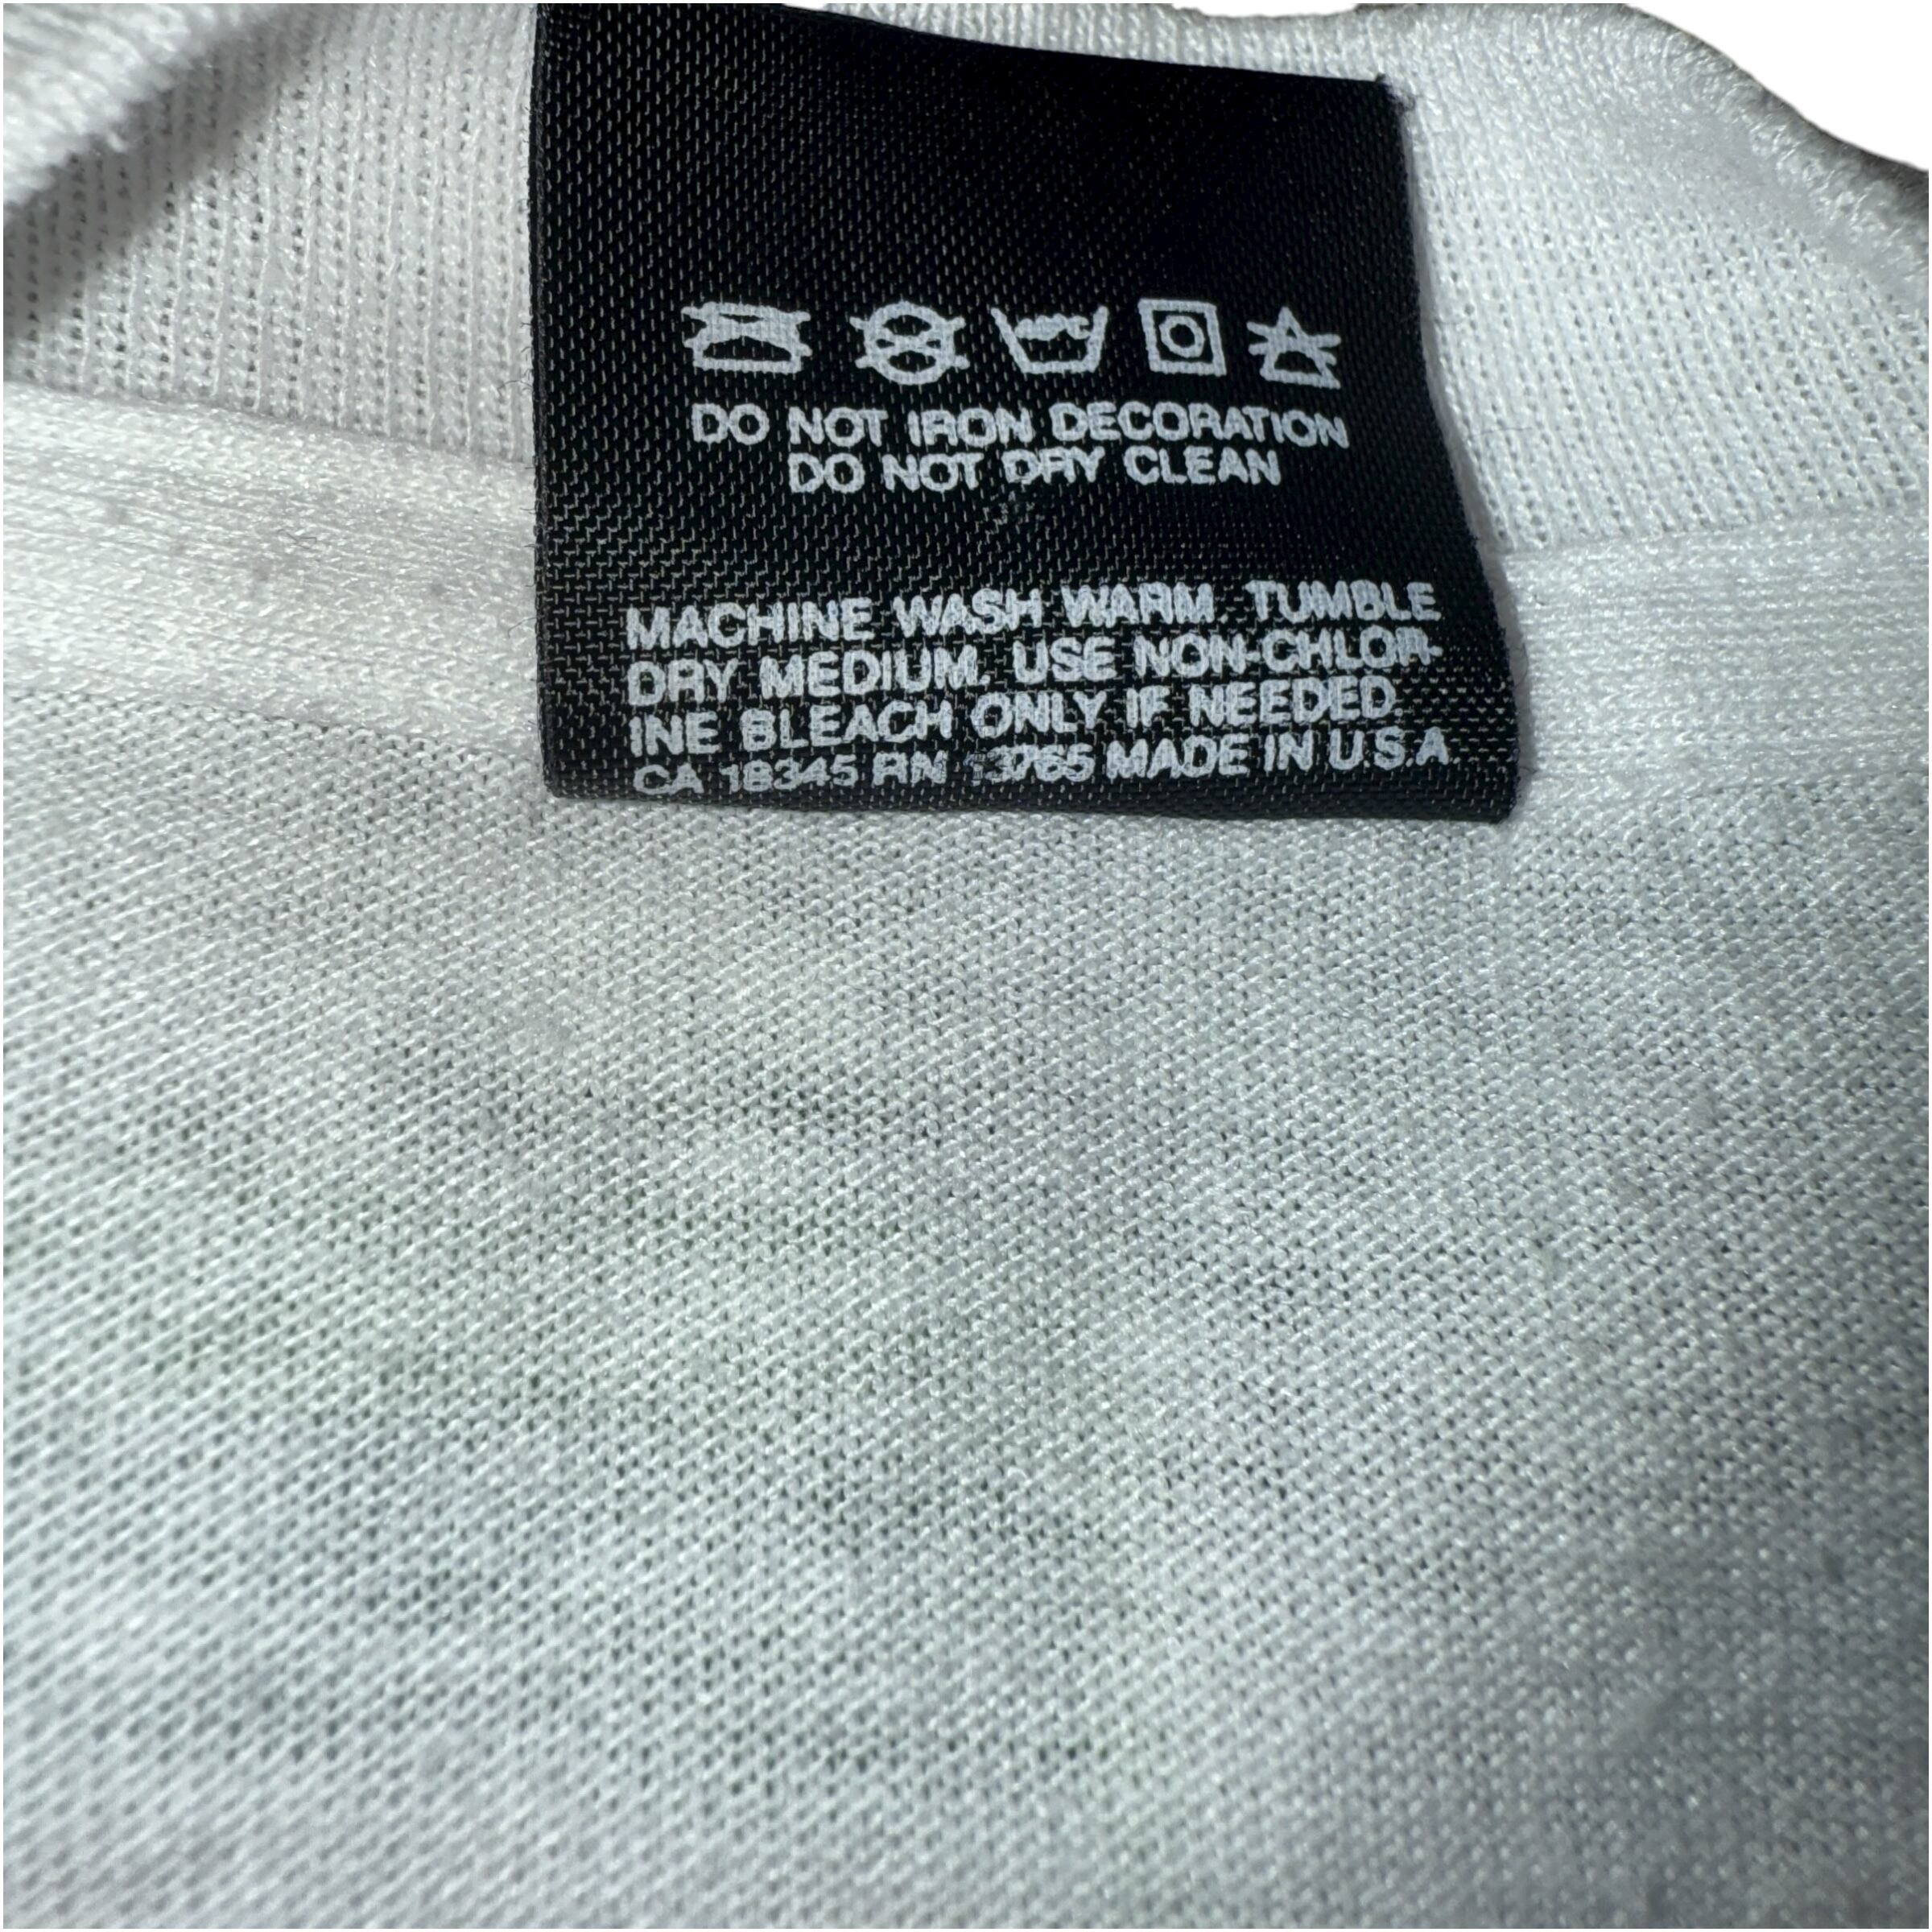 40°C
DO NOT IRON DECORATION
DO NOT DRY CLEAN
MACHINE WASH WARM. TUMBLE
DRY MEDIUM. USE NON-CHLOR-
INE BLEACH ONLY IF NEEDED
CA 18345 RN 13765 MADE IN U.S.A